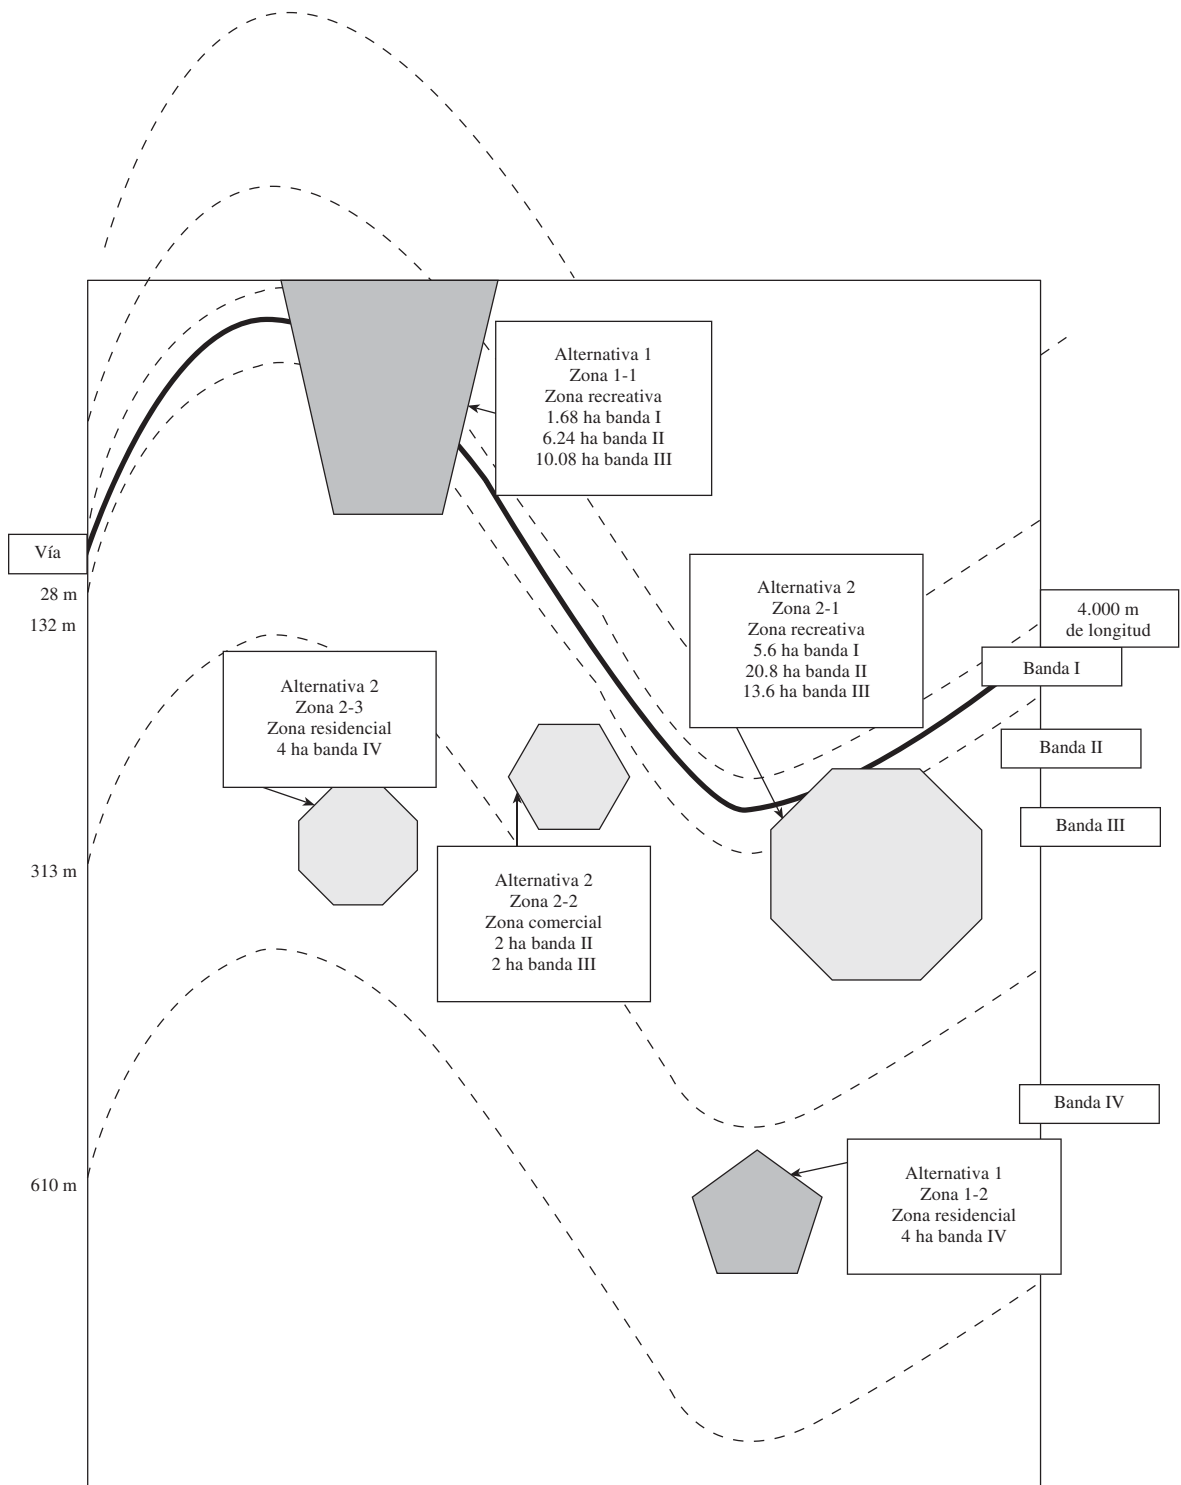 Alternativa 1
Zona 1-1
Zona recreativa
1.68 ha banda I
6.24 ha banda II
10.08 ha banda III
Vía
28 m
132 m
Alternativa 2
Zona 2-1
Zona recreativa
5.6 ha banda I
20.8 ha banda II
13.6 ha banda III
4.000 m
de longitud
Banda I
Alternativa 2
Zona 2-3
Zona residencial
4 ha banda IV
Banda II
Banda III
313 m
Alternativa 2
Zona 2-2
Zona comercial
2 ha banda II
2 ha banda III
Banda IV
610 m
Alternativa 1
Zona 1-2
Zona residencial
4 ha banda IV